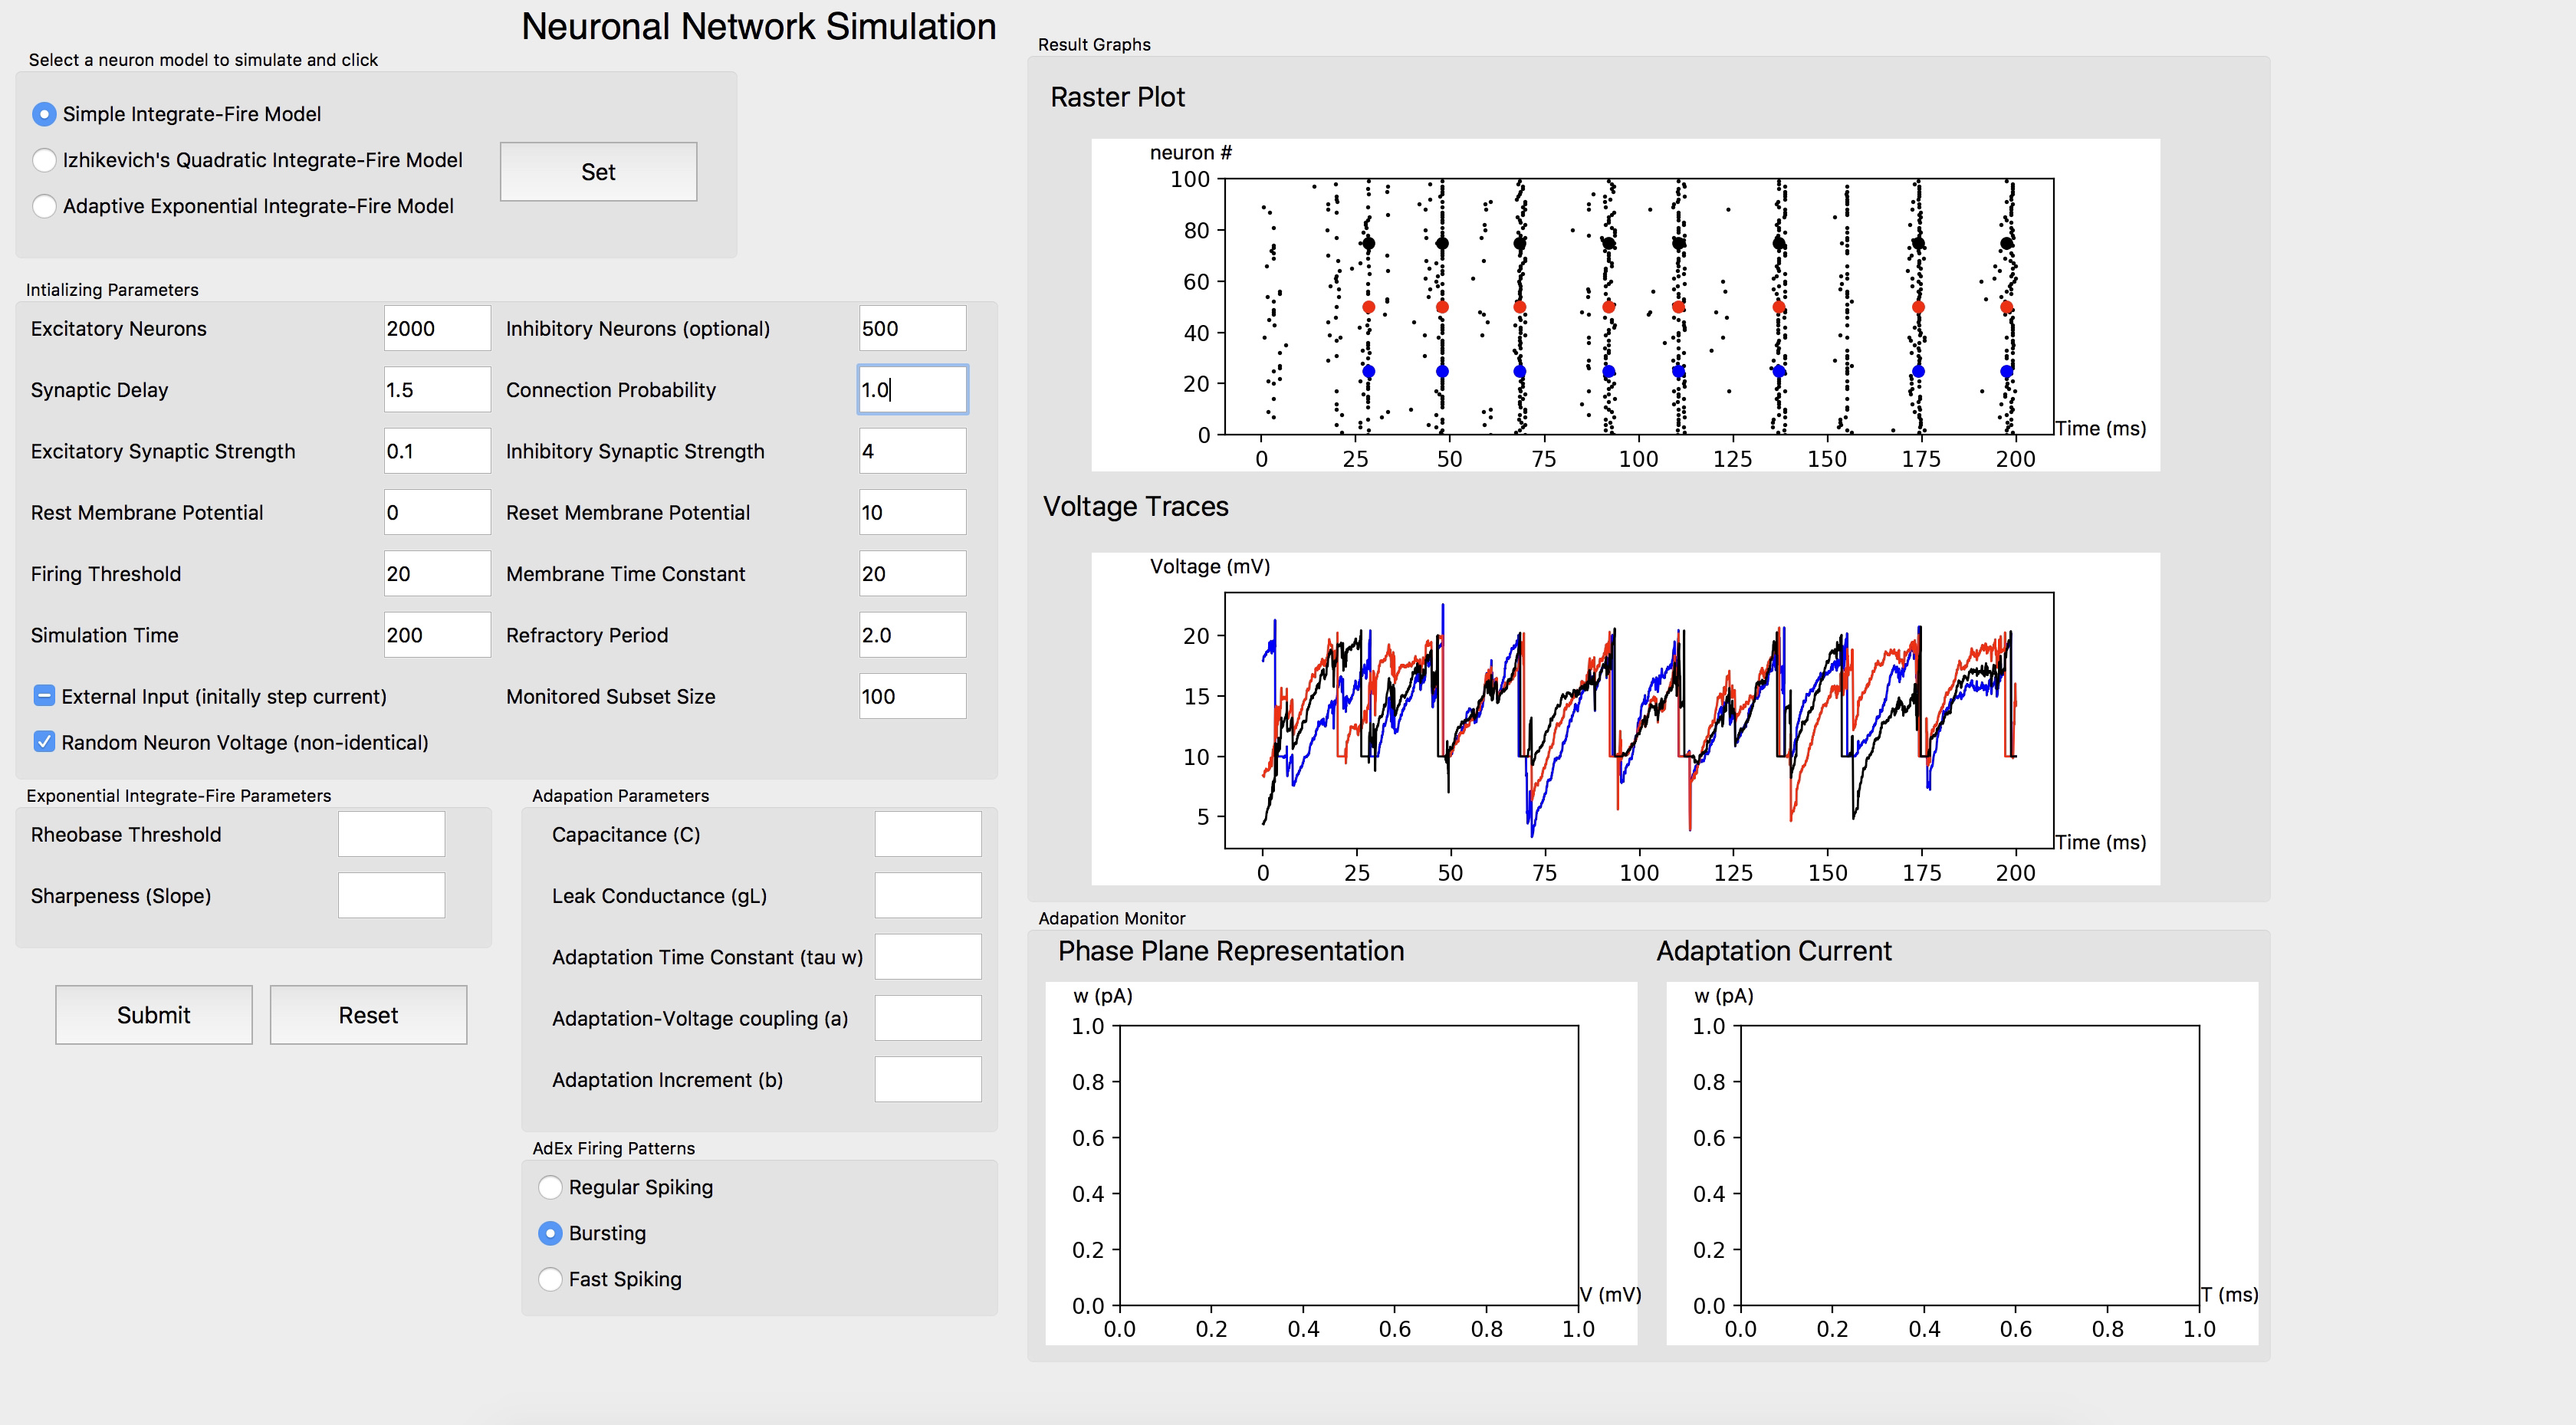 Neuronal Network Simulation
Select a neuron model to simulate and click
Simple Integrate-Fire Model
Izhikevich's Quadratic Integrate-Fire Model
Adaptive Exponential Integrate-Fire Model
Set
Intializing Parameters
Excitatory Neurons 2000 Inhibitory Neurons (optional) 500
Synaptic Delay 1.5 Connection Probability 1.0
Excitatory Synaptic Strength 0.1 Inhibitory Synaptic Strength 4
Rest Membrane Potential 0 Reset Membrane Potential 10
Firing Threshold 20 Membrane Time Constant 20
Simulation Time 200 Refractory Period 2.0
External Input (initally step current) Monitored Subset Size 100
Random Neuron Voltage (non-identical)
Exponential Integrate-Fire Parameters
Rheobase Threshold
Sharpeness (Slope)
Submit Reset
Adapation Parameters
Capacitance (C)
Leak Conductance (gL)
Adaptation Time Constant (tau w)
Adaptation-Voltage coupling (a)
Adaptation Increment (b)
AdEx Firing Patterns
Regular Spiking
Bursting
Fast Spiking
Result Graphs
Raster Plot
neuron #
100
80
60
40
20
0
Time (ms)
0 25 50 75 100 125 150 175 200
Voltage Traces
Voltage (mV)
20
15
10
5
Time (ms)
0 25 50 75 100 125 150 175 200
Adapation Monitor
Phase Plane Representation
w (pA)
1.0
0.8
0.6
0.4
0.2
0.0
V (mV)
0.0 0.2 0.4 0.6 0.8 1.0
Adaptation Current
w (pA)
1.0
0.8
0.6
0.4
0.2
0.0
T (ms)
0.0 0.2 0.4 0.6 0.8 1.0